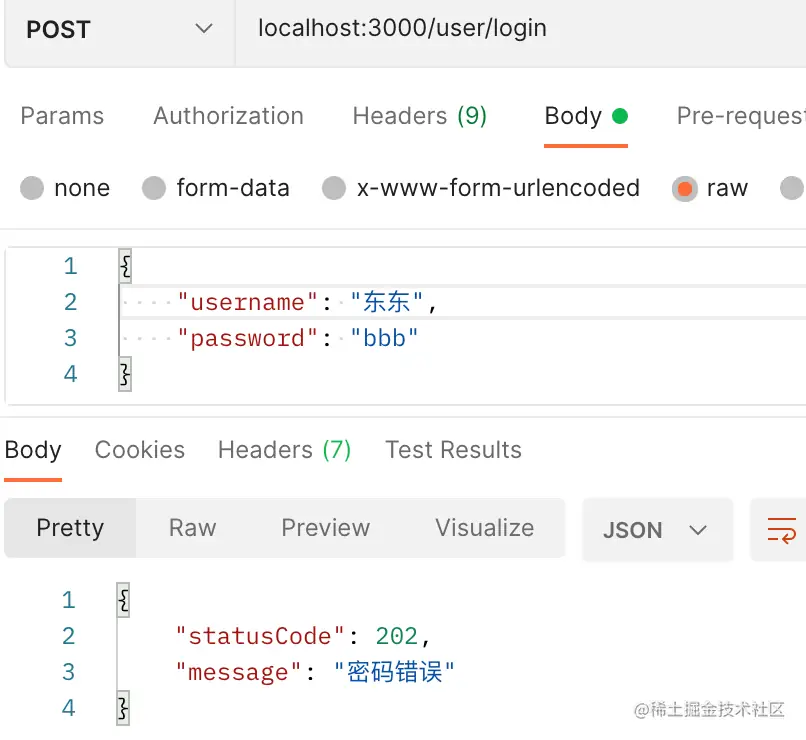 POST localhost:3000/user/login
Params Authorization Headers (9) Body Pre-request
none form-data x-www-form-urlencoded raw
1 {
2 "username": "东东",
3 "password": "bbb"
4 }
Body Cookies Headers (7) Test Results
Pretty Raw Preview Visualize JSON
1 {
2 "statusCode": 202,
3 "message": "密码错误"
4 }
@稀土掘金技术社区